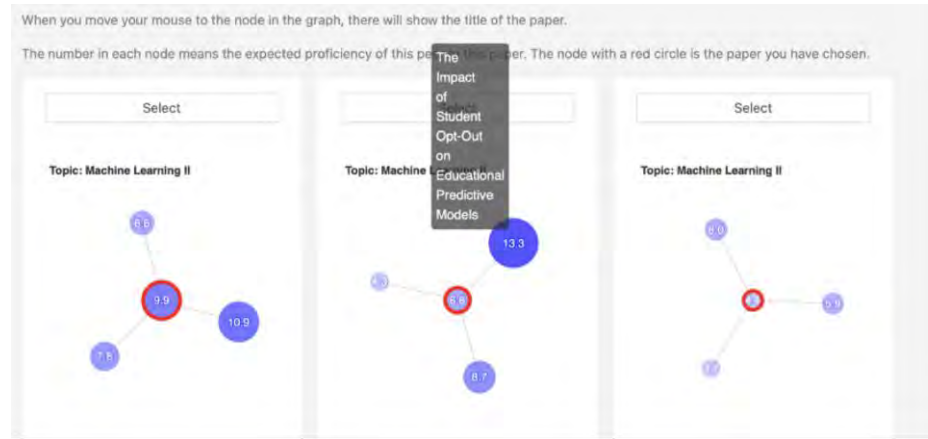 When you move your mouse to the node in the graph, there will show the title of the paper.
The number in each node means the expected proficiency of this paper. The node with a red circle is the paper you have chosen.
The
Impact
of
Student
Opt-Out
on
Educational
Predictive
Models
Select
Select
Topic: Machine Learning II
Topic: Machine
Topic: Machine Learning II
6.6
9.9
10.9
7.8
13.3
6.6
8.7
8.0
5.9